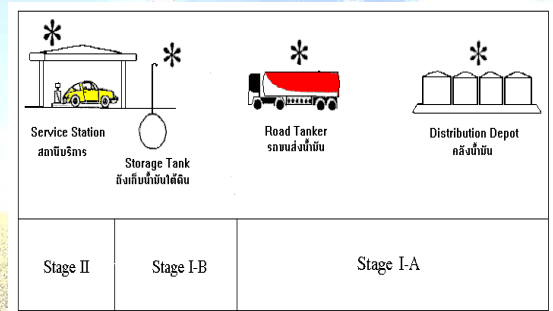 *
*
*
*
Service Station
สถานีบริการ
Storage Tank
ถังเก็บน้ำมันใต้ดิน
Road Tanker
รถขนส่งน้ำมัน
Distribution Depot
คลังน้ำมัน
Stage II
Stage I-B
Stage I-A